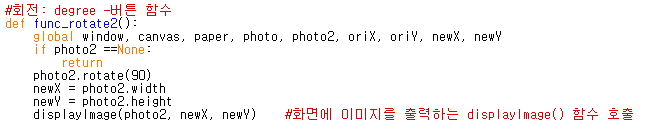 #회전: degree -버튼 함수
def func_rotate2():
    global window, canvas, paper, photo, photo2, oriX, oriY, newX, newY
    if photo2 ==None:
        return
    photo2.rotate(90)
    newX = photo2.width
    newY = photo2.height
    displayImage(photo2, newX, newY)    #화면에 이미지를 출력하는 displayImage() 함수 호출